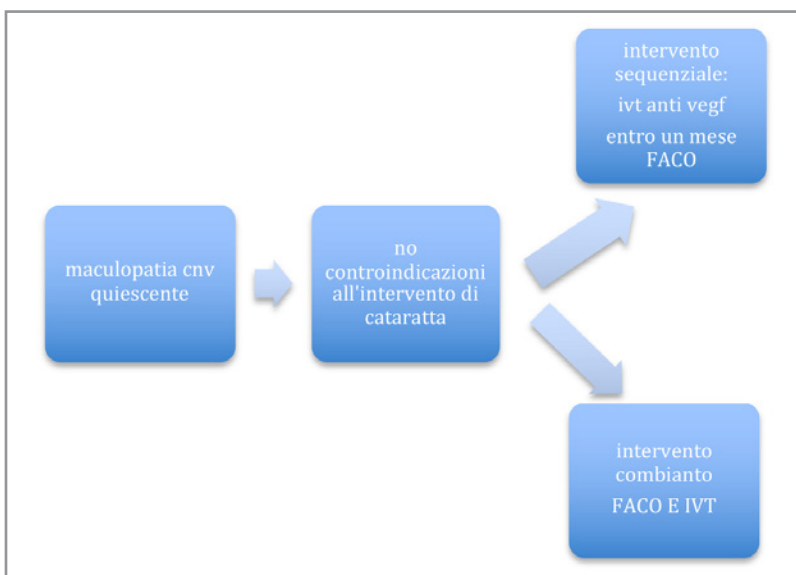 maculopatia cnv
quiescente
no
controindicazioni
all'intervento di
cataratta
intervento
sequenziale:
ivt anti vegf
entro un mese
FACO
intervento
combianto
FACO E IVT